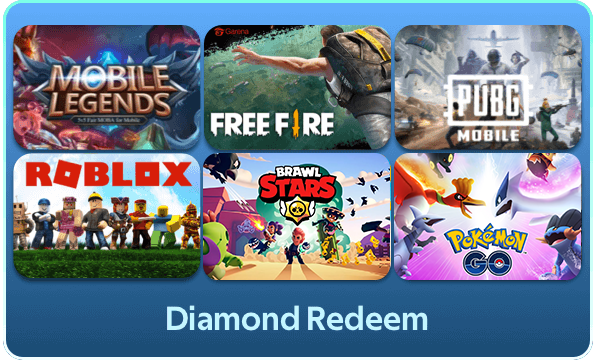 MOBILE
LEGENDS
5v5 Fair MOBA for Mobile
Garena
FREE FIRE
PUBG
MOBILE
ROBLOX
BRAWL
STARS
POKÉMON
GO
Diamond Redeem